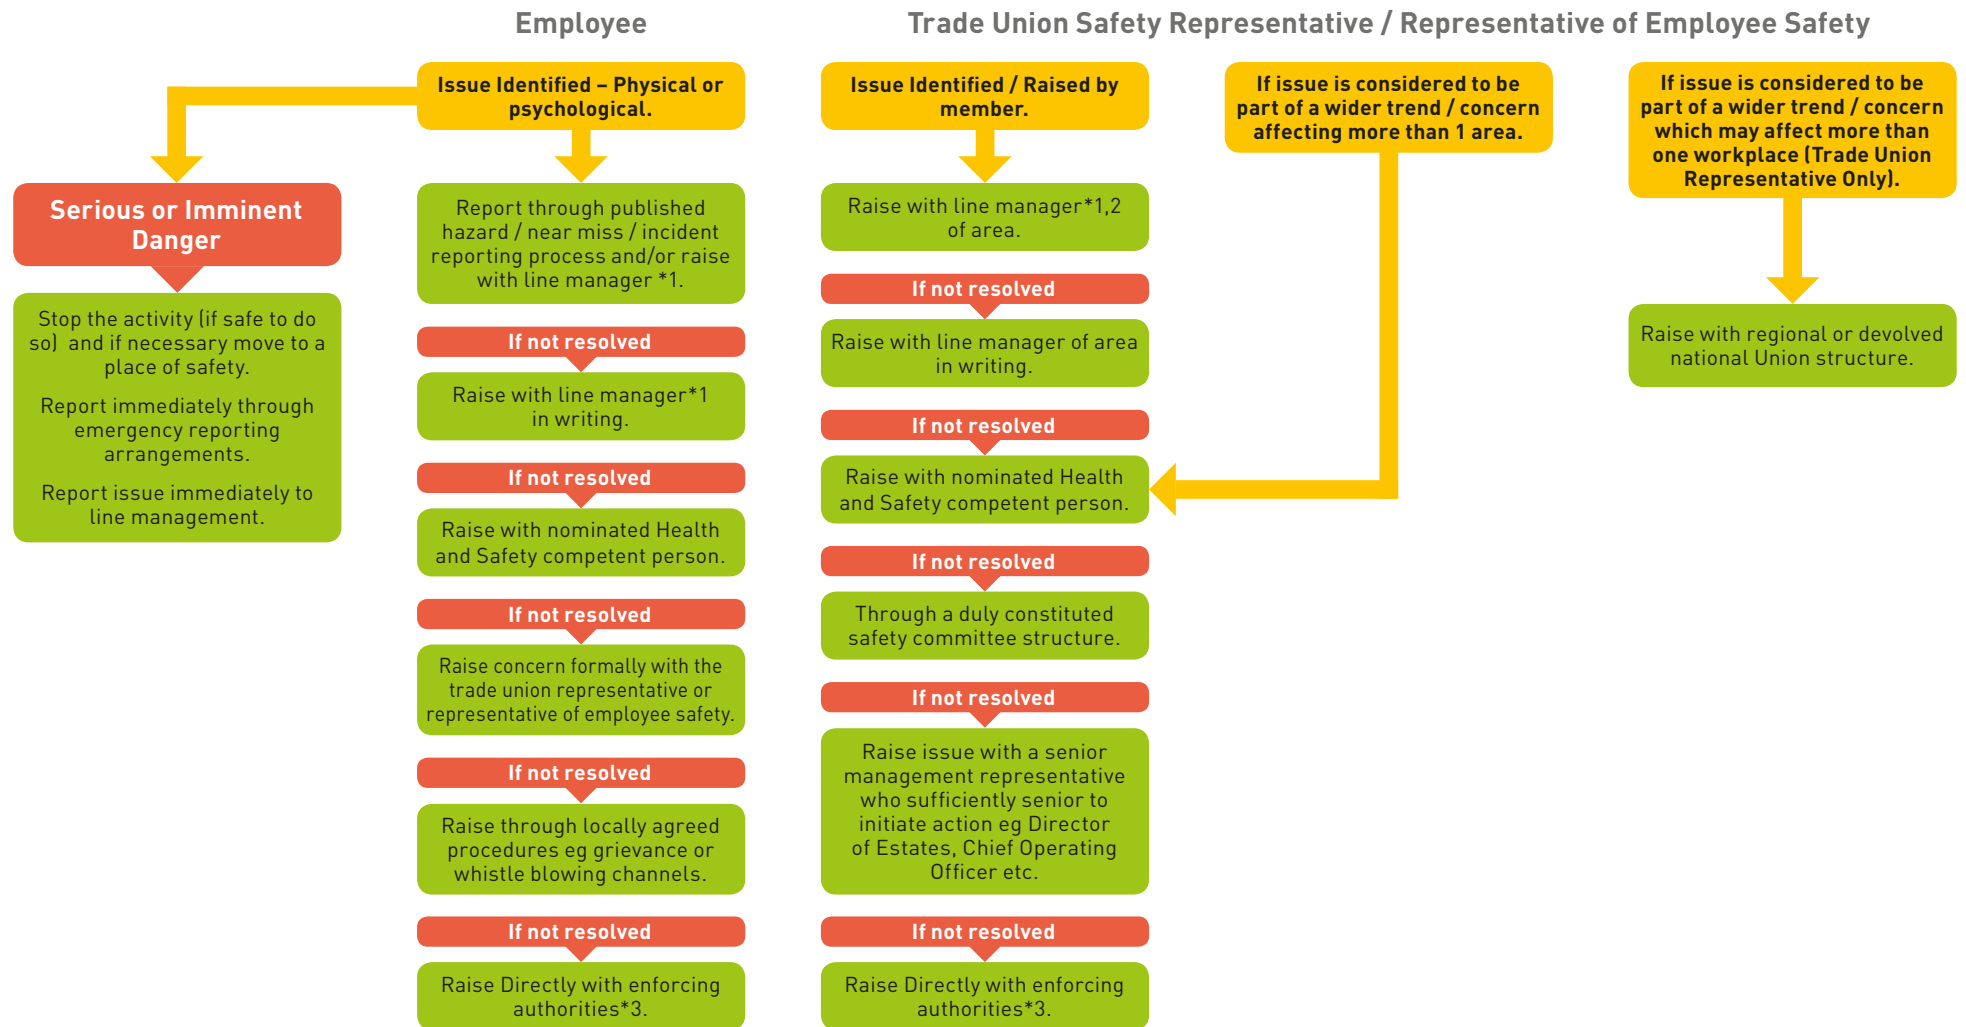 Employee
Trade Union Safety Representative / Representative of Employee Safety
Issue Identified – Physical or
psychological.
Serious or Imminent
Danger
Stop the activity (if safe to do
so)  and if necessary move to a
place of safety.
Report immediately through
emergency reporting
arrangements.
Report issue immediately to
line management.
Report through published
hazard / near miss / incident
reporting process and/or raise
with line manager *1.
If not resolved
Raise with line manager*1
in writing.
If not resolved
Raise with nominated Health
and Safety competent person.
If not resolved
Raise concern formally with the
trade union representative or
representative of employee safety.
If not resolved
Raise through locally agreed
procedures eg grievance or
whistle blowing channels.
If not resolved
Raise Directly with enforcing
authorities*3.
Issue Identified / Raised by
member.
Raise with line manager*1,2
of area.
If not resolved
Raise with line manager of area
in writing.
If not resolved
Raise with nominated Health
and Safety competent person.
If not resolved
Through a duly constituted
safety committee structure.
If not resolved
Raise issue with a senior
management representative
who sufficiently senior to
initiate action eg Director
of Estates, Chief Operating
Officer etc.
If not resolved
Raise Directly with enforcing
authorities*3.
If issue is considered to be
part of a wider trend / concern
affecting more than 1 area.
If issue is considered to be
part of a wider trend / concern
which may affect more than
one workplace (Trade Union
Representative Only).
Raise with regional or devolved
national Union structure.